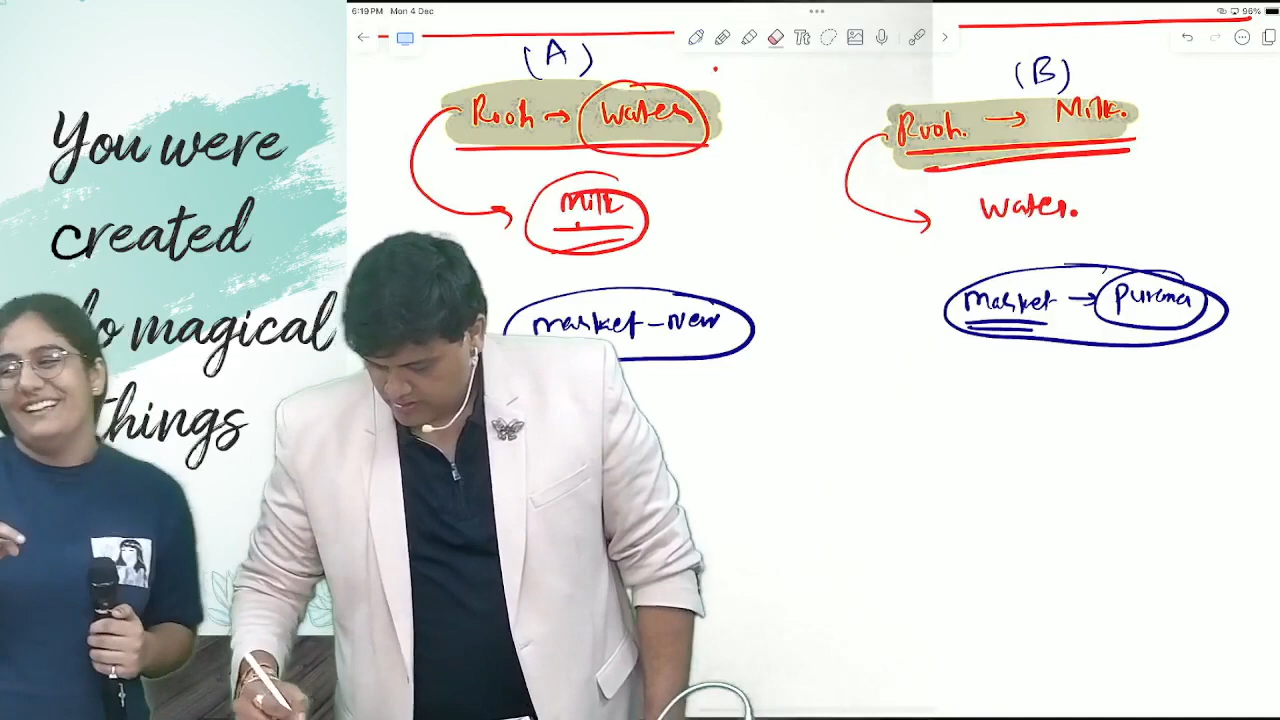 6:19 PM Mon 4 Dec
96%
You were
created
to magical
things
(A)
Rooh → Water
Milk
market - New
(B)
Rooh. → Milk.
Water.
market → purana